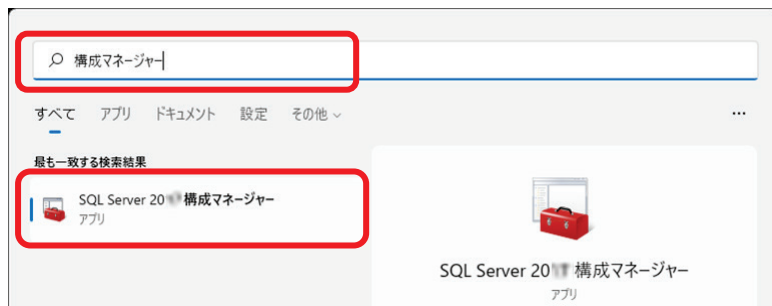 構成マネージャー
すべて アプリ ドキュメント 設定 その他
最も一致する検索結果
SQL Server 構成マネージャー
アプリ
SQL Server 構成マネージャー
アプリ